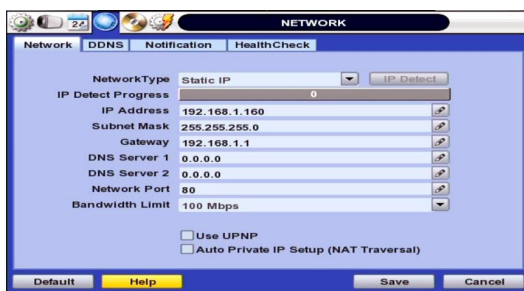 NETWORK
Network DDNS Notification HealthCheck
NetworkType Static IP IP Detect
IP Detect Progress 0
IP Address 192.168.1.160
Subnet Mask 255.255.255.0
Gateway 192.168.1.1
DNS Server 1 0.0.0.0
DNS Server 2 0.0.0.0
Network Port 80
Bandwidth Limit 100 Mbps
Use UPNP
Auto Private IP Setup (NAT Traversal)
Default Help Save Cancel